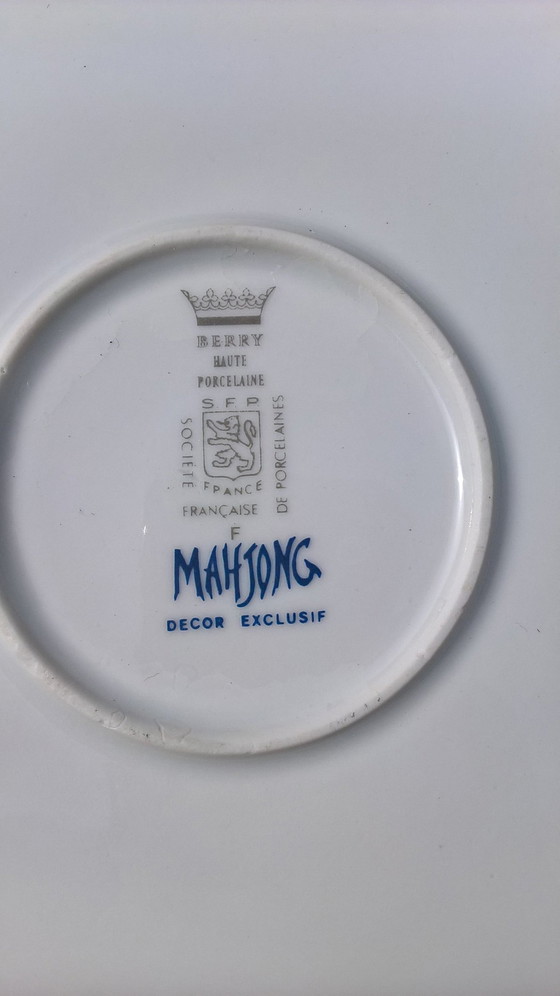 BERRY
HAUTE
PORCELAINE
S F P
SOCIETE
FRANCE
FRANÇAISE
DE PORCELAINES
F
MAHJONG
DECOR EXCLUSIF